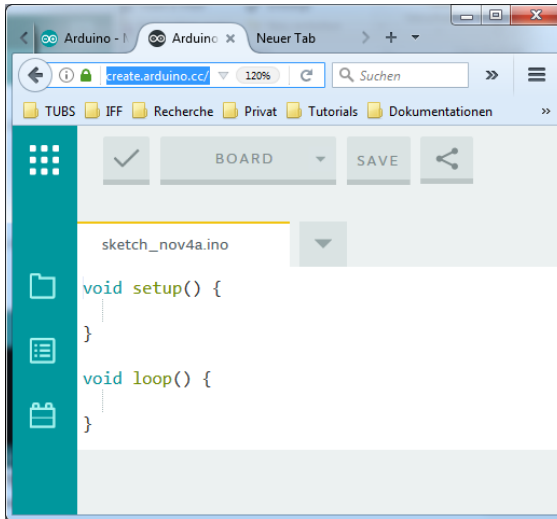 Arduino - Arduino Neuer Tab
create.arduino.cc/ 120% Suchen
TUBS IFF Recherche Privat Tutorials Dokumentationen
BOARD SAVE
sketch_nov4a.ino
void setup() {
}
void loop() {
}